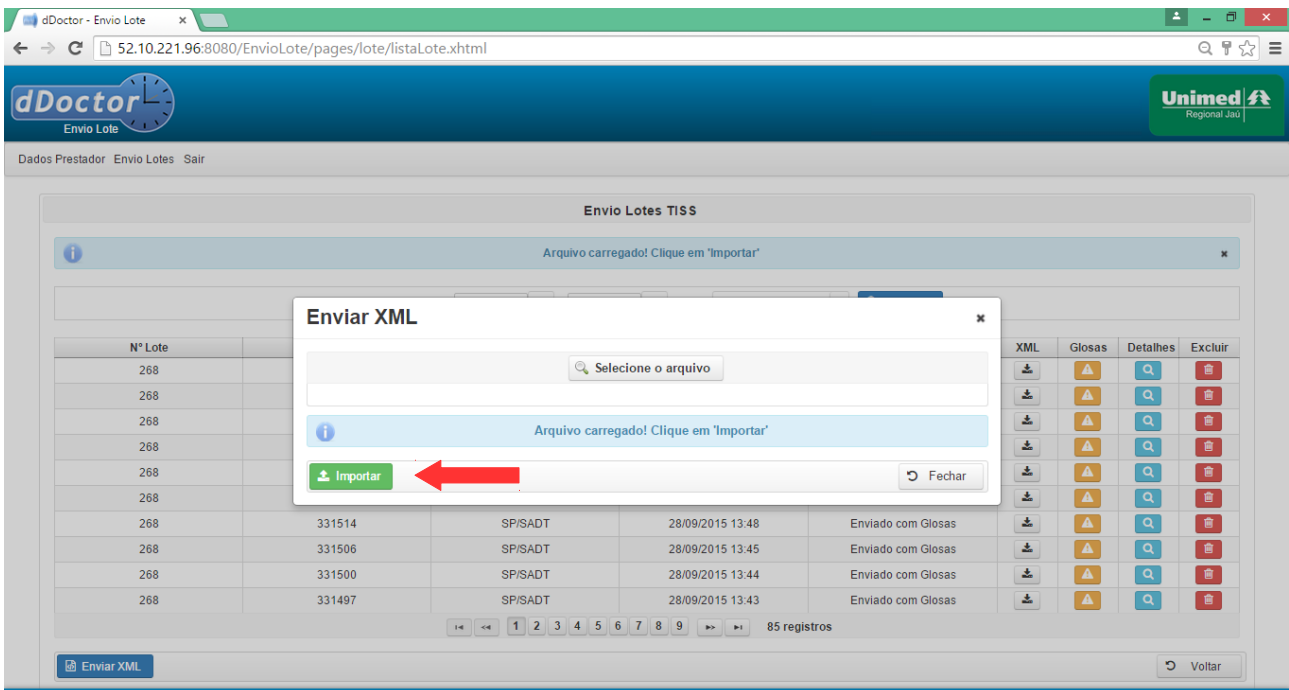 dDoctor - Envio Lote
52.10.221.96:8080/EnvioLote/pages/lote/listaLote.xhtml
dDoctor
Envio Lote
Unimed
Regional Jaú
Dados Prestador Envio Lotes Sair
Envio Lotes TISS
Arquivo carregado! Clique em 'Importar'
Enviar XML
Selecione o arquivo
Arquivo carregado! Clique em 'Importar'
Importar Fechar
Nº Lote XML Glosas Detalhes Excluir
268
268
268
268
268
268
268 331514 SP/SADT 28/09/2015 13:48 Enviado com Glosas
268 331506 SP/SADT 28/09/2015 13:45 Enviado com Glosas
268 331500 SP/SADT 28/09/2015 13:44 Enviado com Glosas
268 331497 SP/SADT 28/09/2015 13:43 Enviado com Glosas
1 2 3 4 5 6 7 8 9 85 registros
Enviar XML Voltar